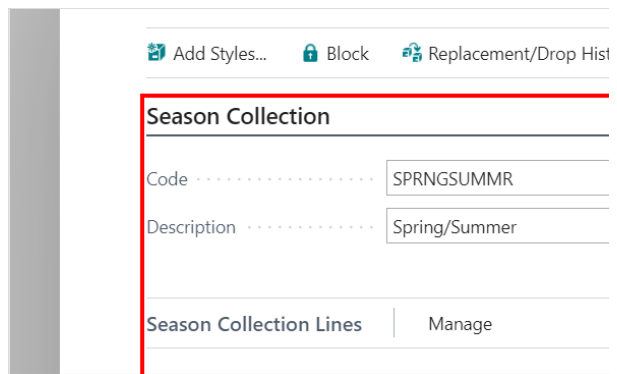 Add Styles... Block Replacement/Drop Hist
Season Collection
Code SPRNGSUMMR
Description Spring/Summer
Season Collection Lines Manage